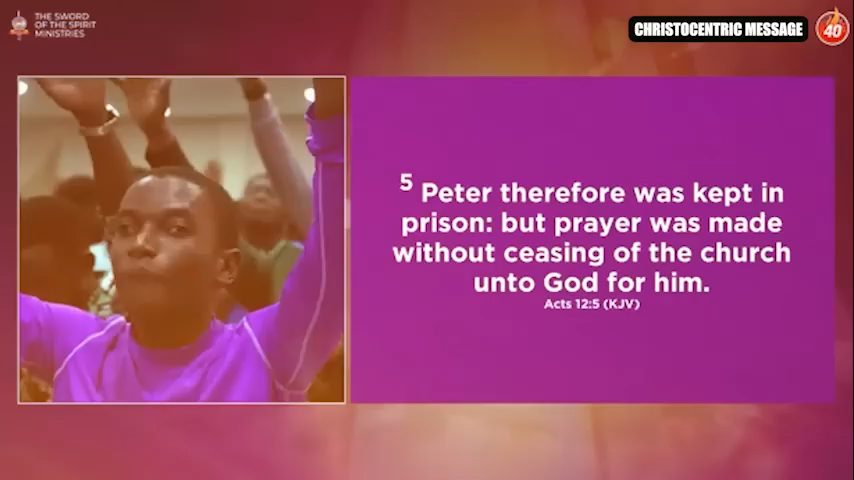 THE SWORD
OF THE SPIRIT
MINISTRIES
CHRISTOCENTRIC MESSAGE
40
5 Peter therefore was kept in
prison: but prayer was made
without ceasing of the church
unto God for him.
Acts 12:5 (KJV)